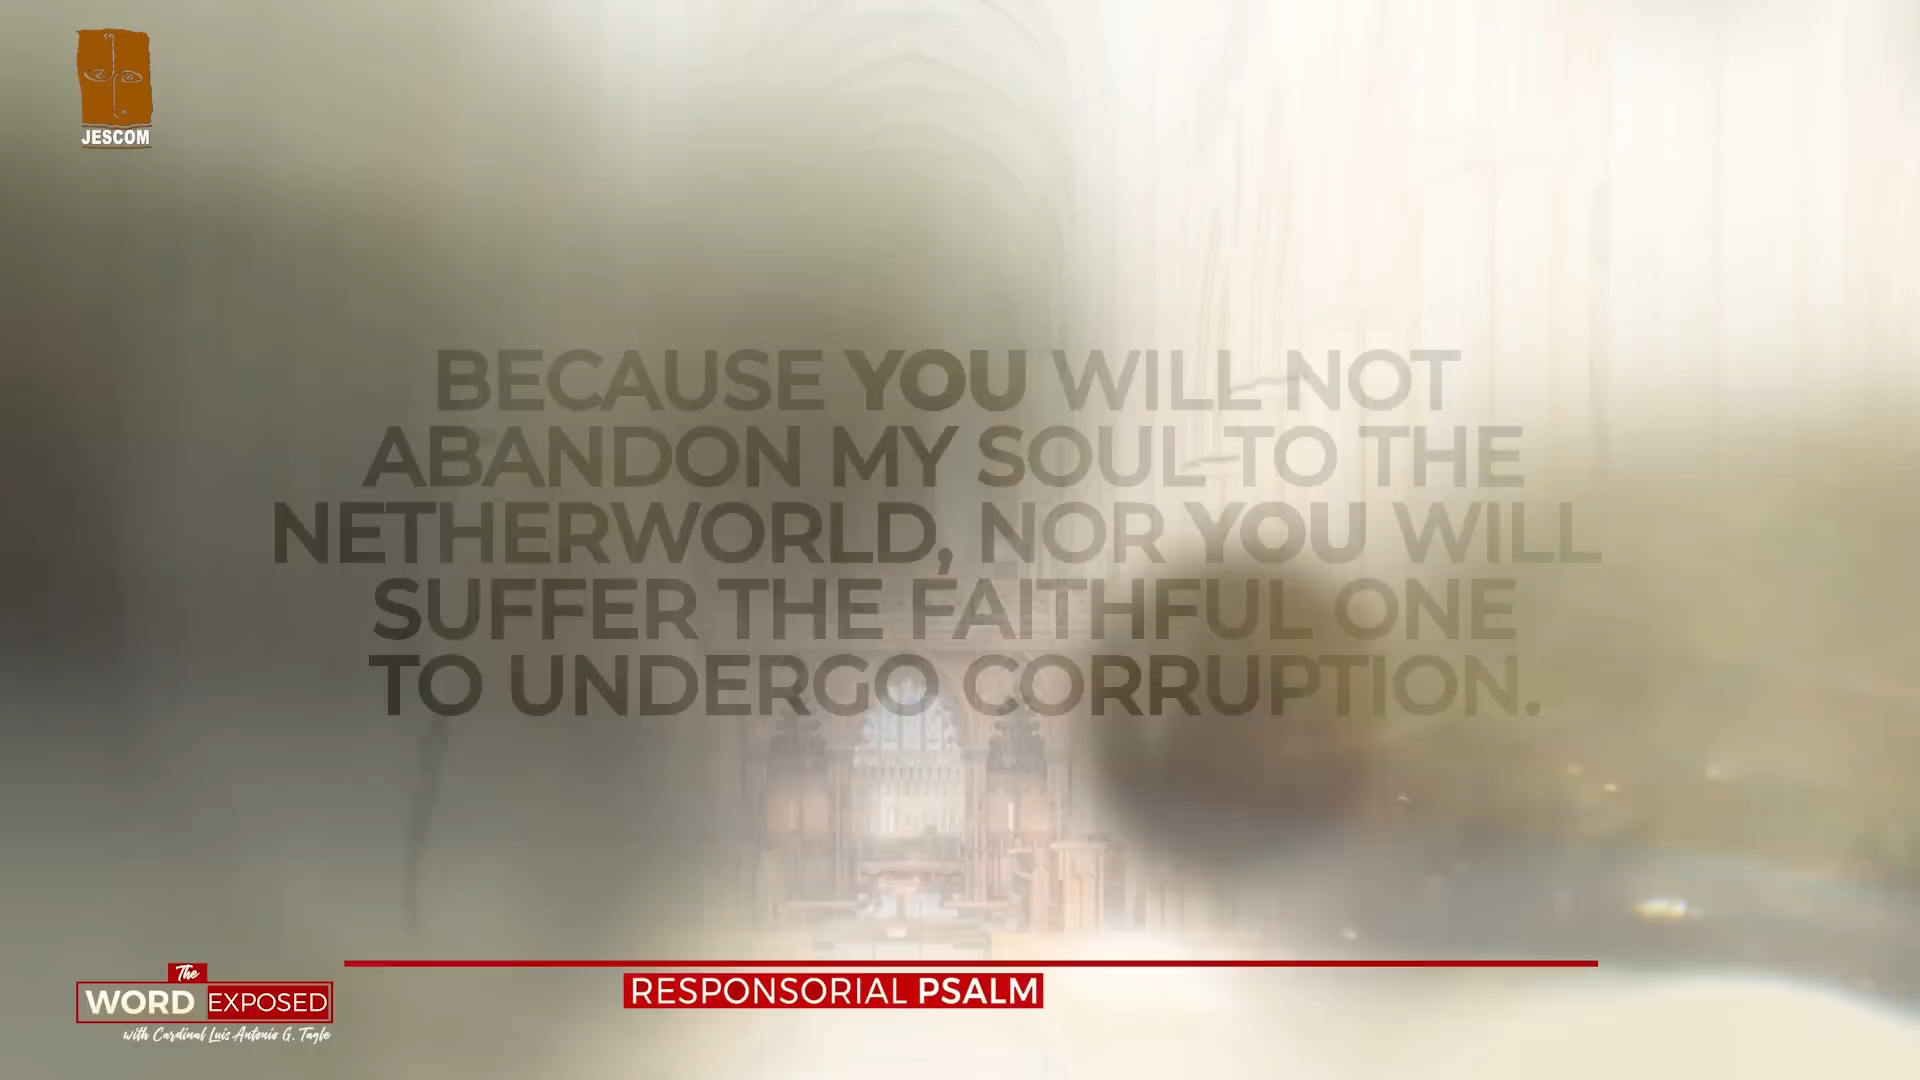 JESCOM
BECAUSE YOU WILL NOT
ABANDON MY SOUL TO THE
NETHERWORLD, NOR YOU WILL
SUFFER THE FAITHFUL ONE
TO UNDERGO CORRUPTION.
The
WORD EXPOSED
with Cardinal Luis Antonio G. Tagle
RESPONSORIAL PSALM